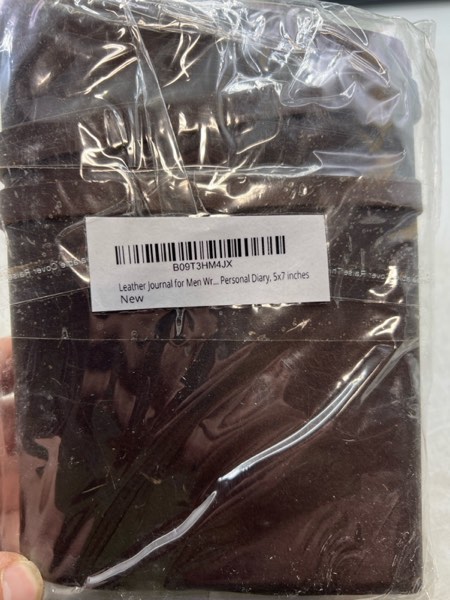 B09T3HM4JX
Leather Journal for Men Wr... Personal Diary, 5x7 inches
New